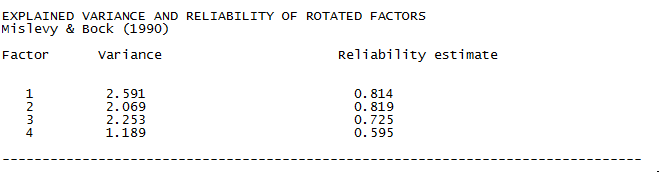 EXPLAINED VARIANCE AND RELIABILITY OF ROTATED FACTORS
Mislevy & Bock (1990)
Factor Variance Reliability estimate
1 2.591 0.814
2 2.069 0.819
3 2.253 0.725
4 1.189 0.595
--------------------------------------------------------------------------------